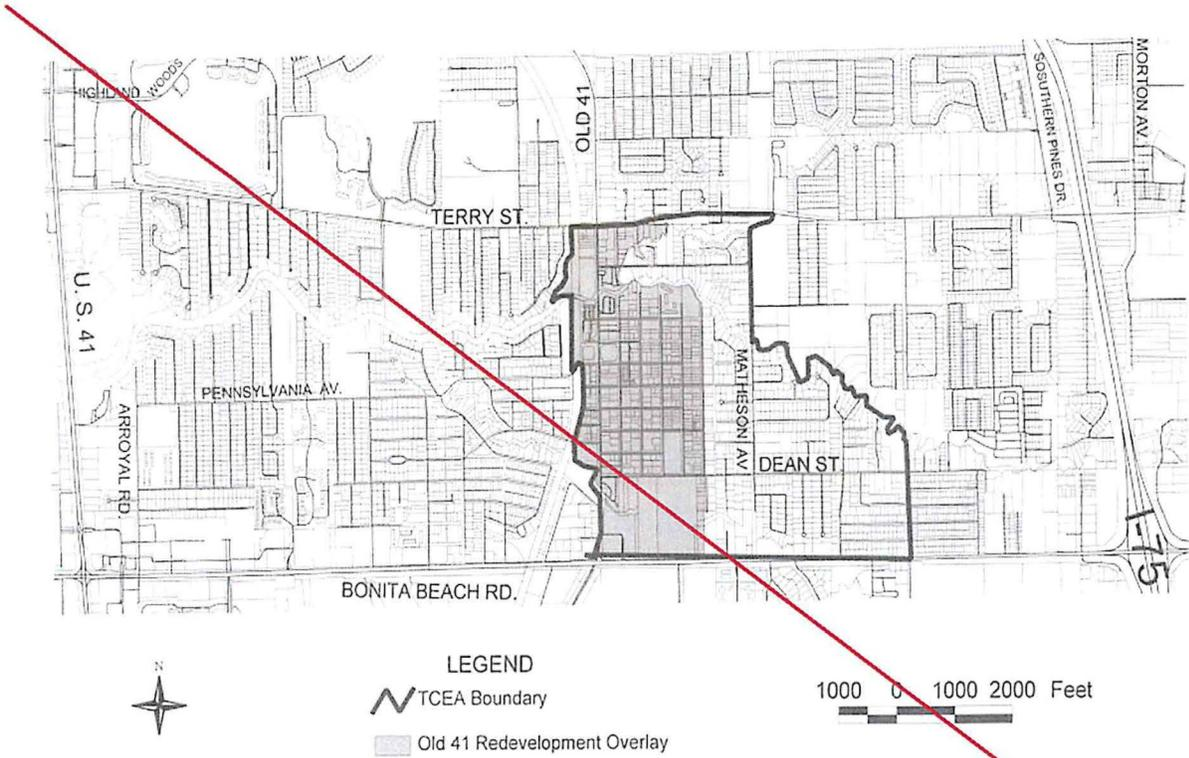 HIGHLAND WOODS
OLD 41
SOSUTHERN PINES DR.
MORTON AV.
TERRY ST.
U. S. 41
PENNSYLVANIA AV.
ARROYAL RD.
MATHESON AV
DEAN ST.
I-75
BONITA BEACH RD.
N
LEGEND
TCEA Boundary
Old 41 Redevelopment Overlay
1000 0 1000 2000 Feet